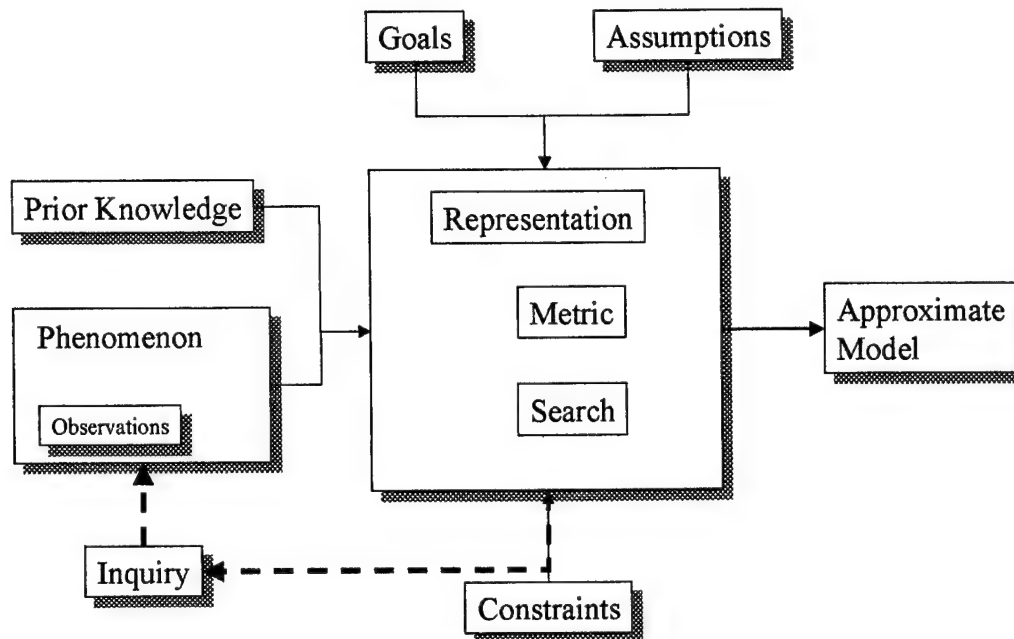 Goals
Assumptions
Prior Knowledge
Representation
Phenomenon
Metric
Approximate
Model
Search
Observations
Inquiry
Constraints